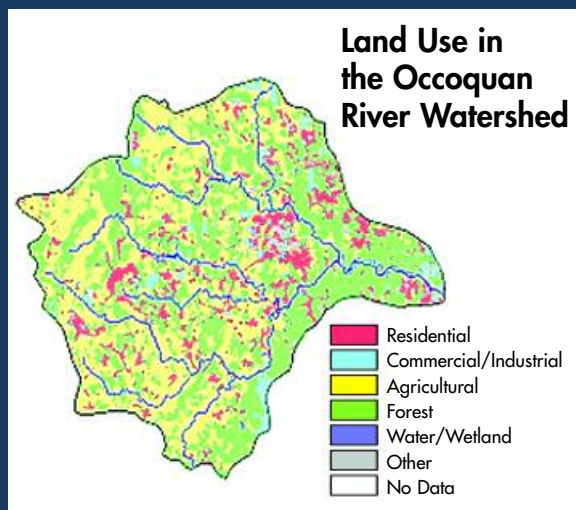 Land Use in
the Occoquan
River Watershed
Residential
Commercial/Industrial
Agricultural
Forest
Water/Wetland
Other
No Data